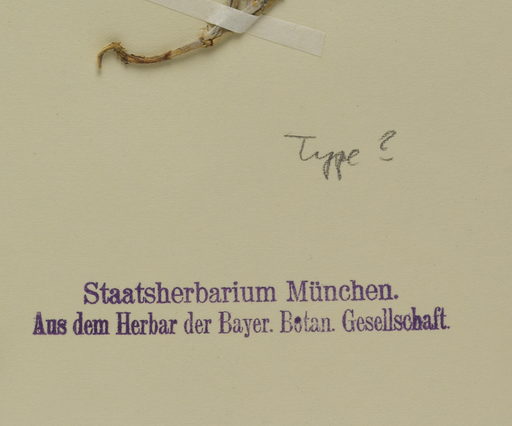 Type ?
Staatsherbarium München.
Aus dem Herbar der Bayer. Botan. Gesellschaft.